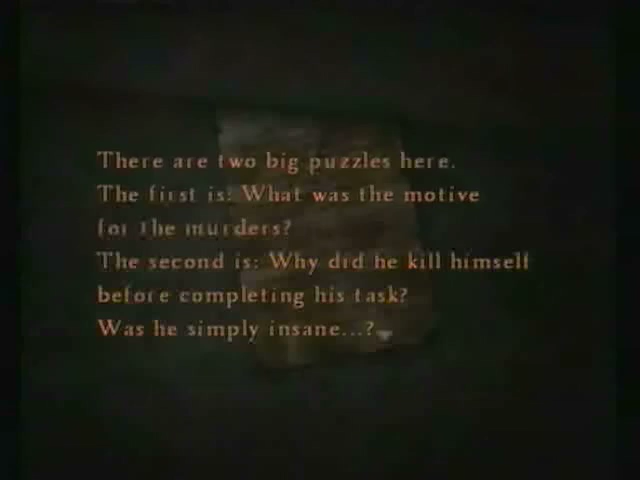 There are two big puzzles here.
The first is: What was the motive
for the murders?
The second is: Why did he kill himself
before completing his task?
Was he simply insane...?